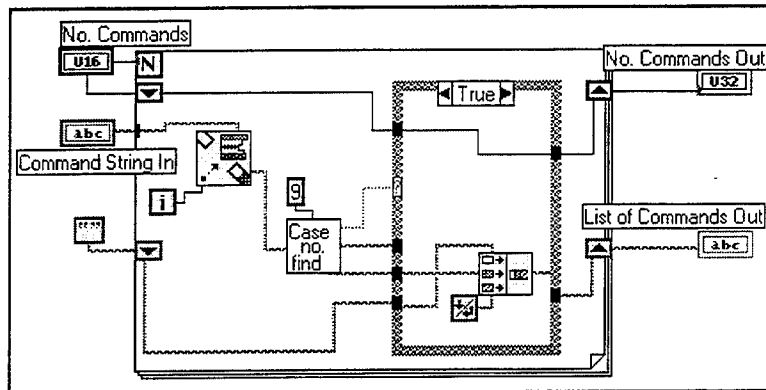 No. Commands
U16
N
No. Commands Out
U32
True
abc
Command String In
i
9
?
Case
no.
find
List of Commands Out
abc